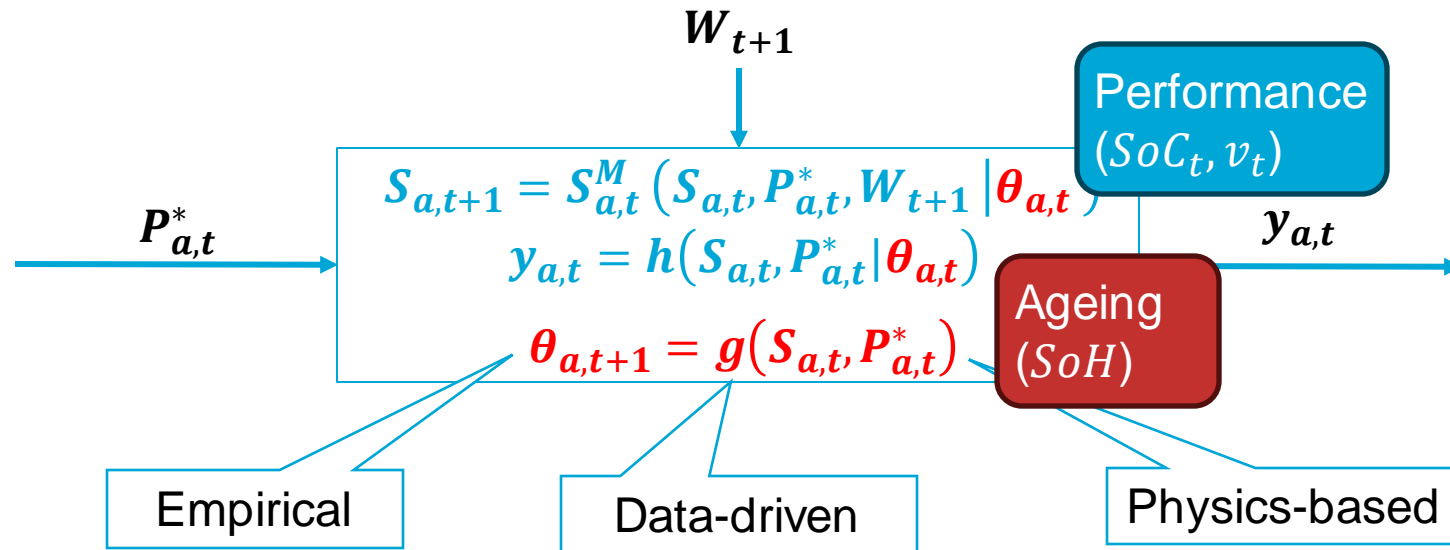 W_{t+1}
Performance
(SoC_t, v_t)
S_{a,t+1} = S^M_{a,t}(S_{a,t}, P^*_{a,t}, W_{t+1} | θ_{a,t})
P^*_{a,t}
y_{a,t}
y_{a,t} = h(S_{a,t}, P^*_{a,t} | θ_{a,t})
Ageing
(SoH)
θ_{a,t+1} = g(S_{a,t}, P^*_{a,t})
Empirical
Data-driven
Physics-based